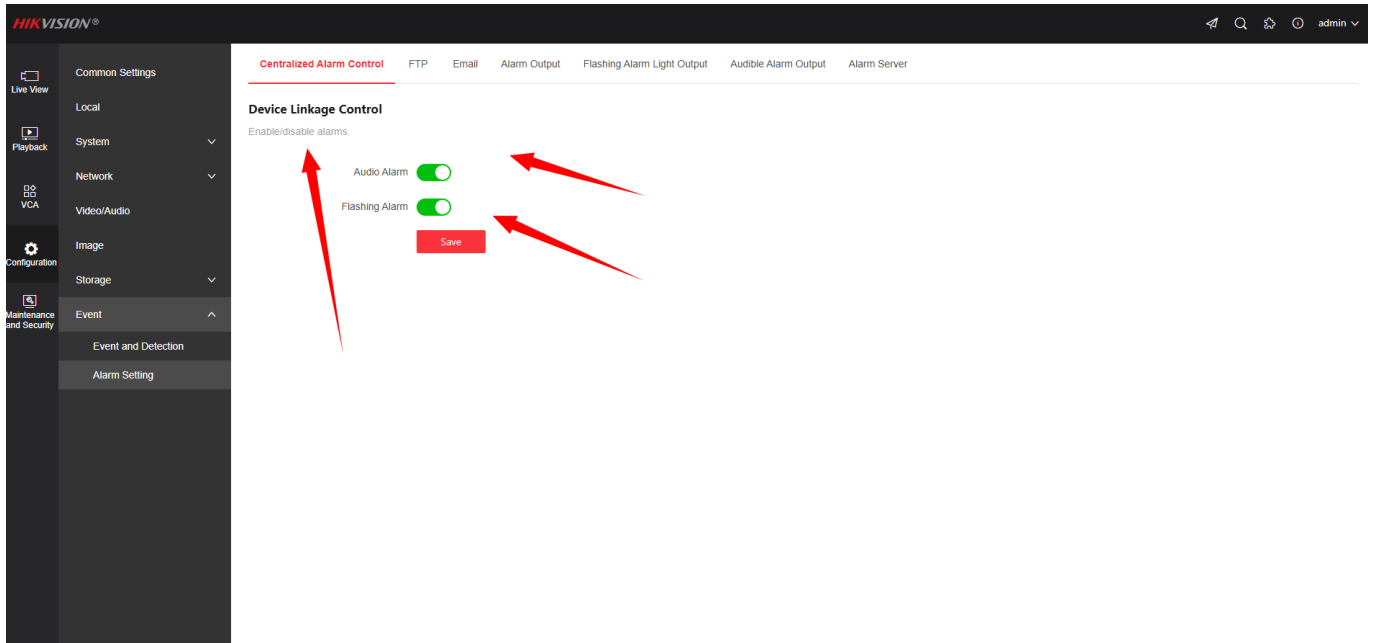 HIKVISION®
admin
Live View
Playback
VCA
Configuration
Maintenance
and Security
Common Settings
Local
System
Network
Video/Audio
Image
Storage
Event
Event and Detection
Alarm Setting
Centralized Alarm Control FTP Email Alarm Output Flashing Alarm Light Output Audible Alarm Output Alarm Server
Device Linkage Control
Enable/disable alarms.
Audio Alarm
Flashing Alarm
Save